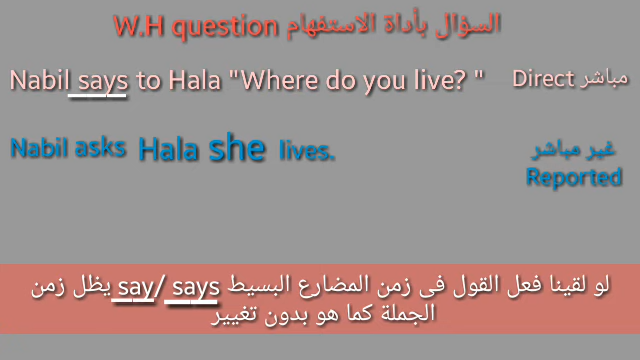 W.H question السؤال بأداة الاستفهام
Nabil says to Hala "Where do you live? " Direct مباشر
Nabil asks Hala she lives. غير مباشر
Reported
لو لقينا فعل القول فى زمن المضارع البسيط say/ says يظل زمن
الجملة كما هو بدون تغيير